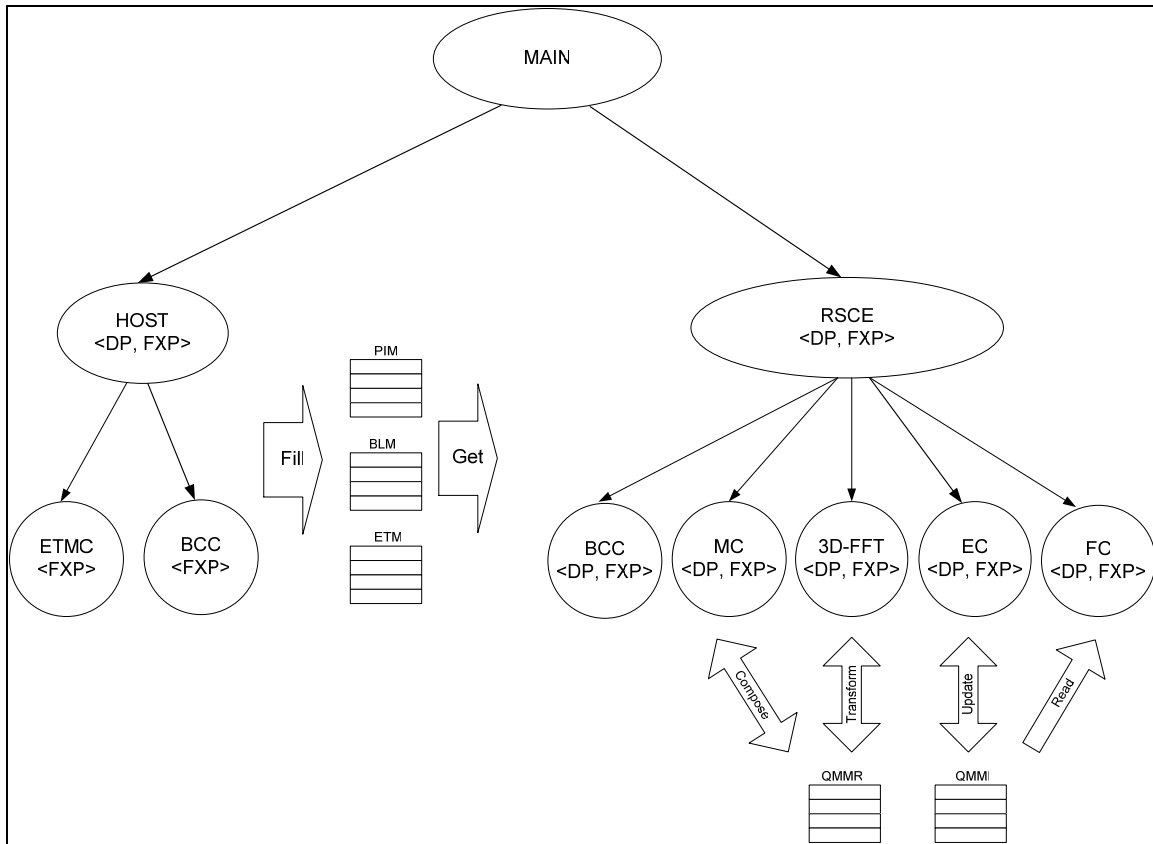 MAIN
HOST
<DP, FXP>
RSCE
<DP, FXP>
PIM
BLM
ETM
Fill
Get
ETMC
<FXP>
BCC
<FXP>
BCC
<DP, FXP>
MC
<DP, FXP>
3D-FFT
<DP, FXP>
EC
<DP, FXP>
FC
<DP, FXP>
Compose
Transform
Update
Read
QMMR
QMMI